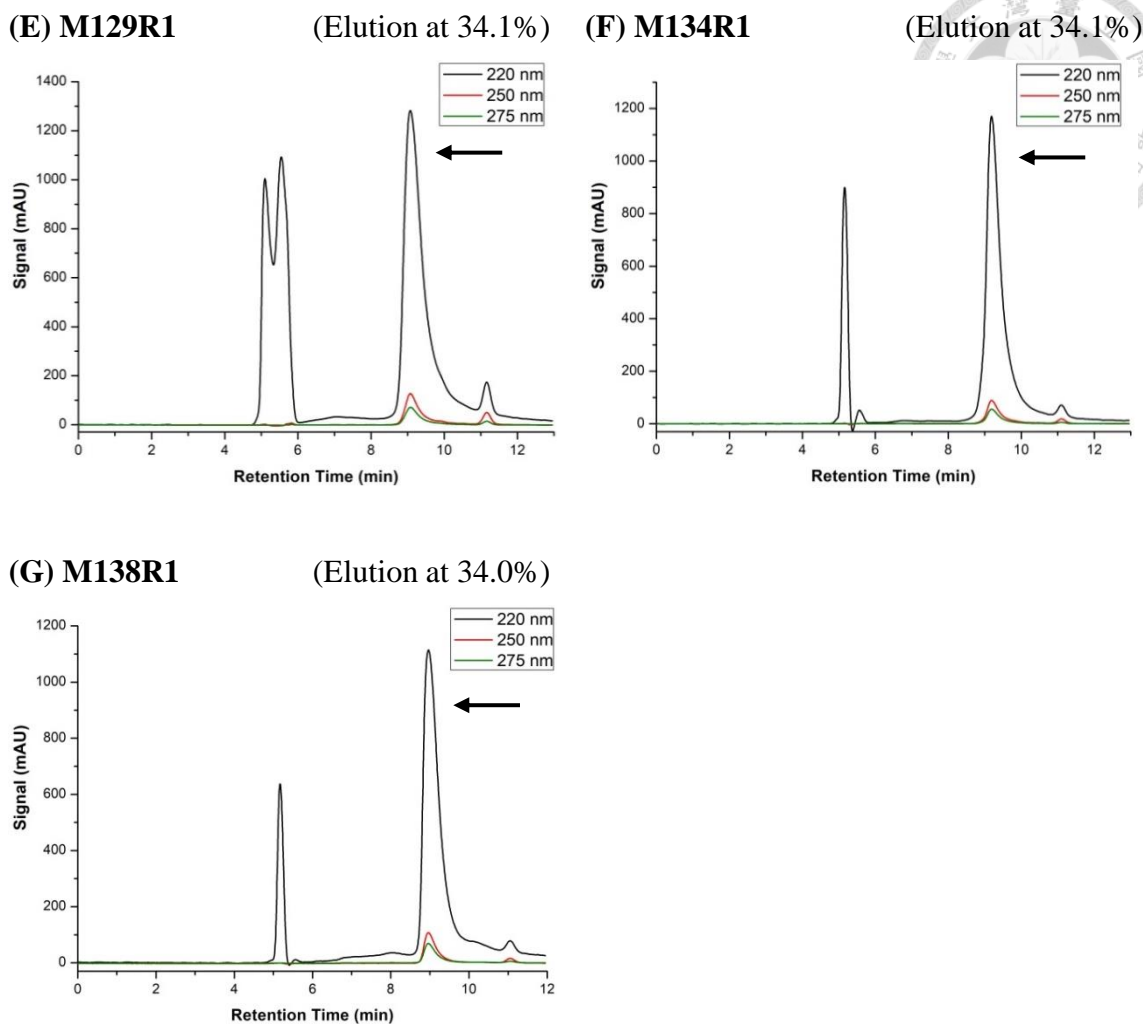 (E) M129R1 (Elution at 34.1%) (F) M134R1 (Elution at 34.1%)
220 nm
250 nm
275 nm
1400
1200
1000
800
600
400
200
0
Signal (mAU)
0 2 4 6 8 10 12
Retention Time (min)
220 nm
250 nm
275 nm
1200
1000
800
600
400
200
0
Signal (mAU)
0 2 4 6 8 10 12
Retention Time (min)
(G) M138R1 (Elution at 34.0%)
220 nm
250 nm
275 nm
1200
1000
800
600
400
200
0
Signal (mAU)
0 2 4 6 8 10 12
Retention Time (min)